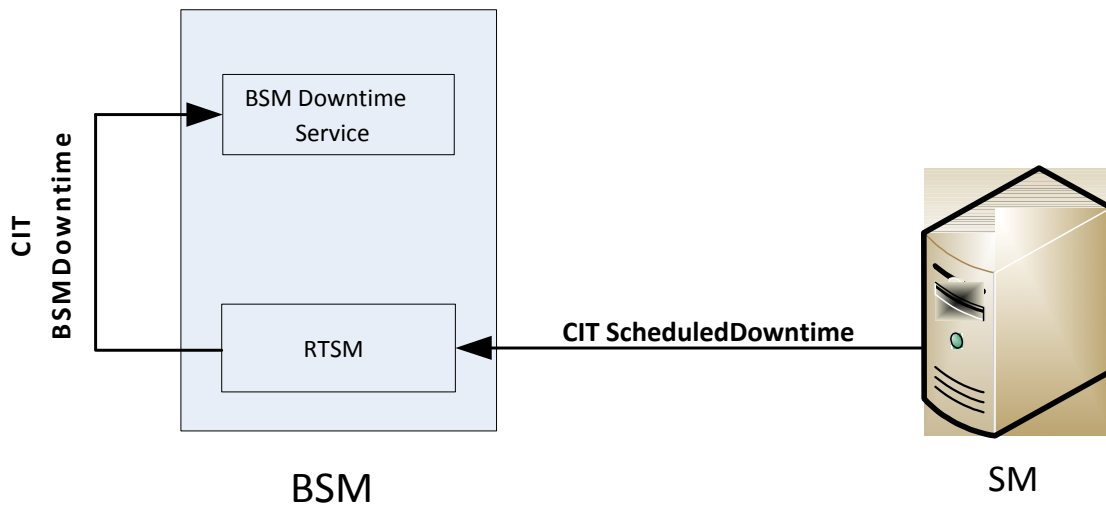 BSM Downtime
Service
CIT
BSMDowntime
RTSM
CIT ScheduledDowntime
BSM
SM